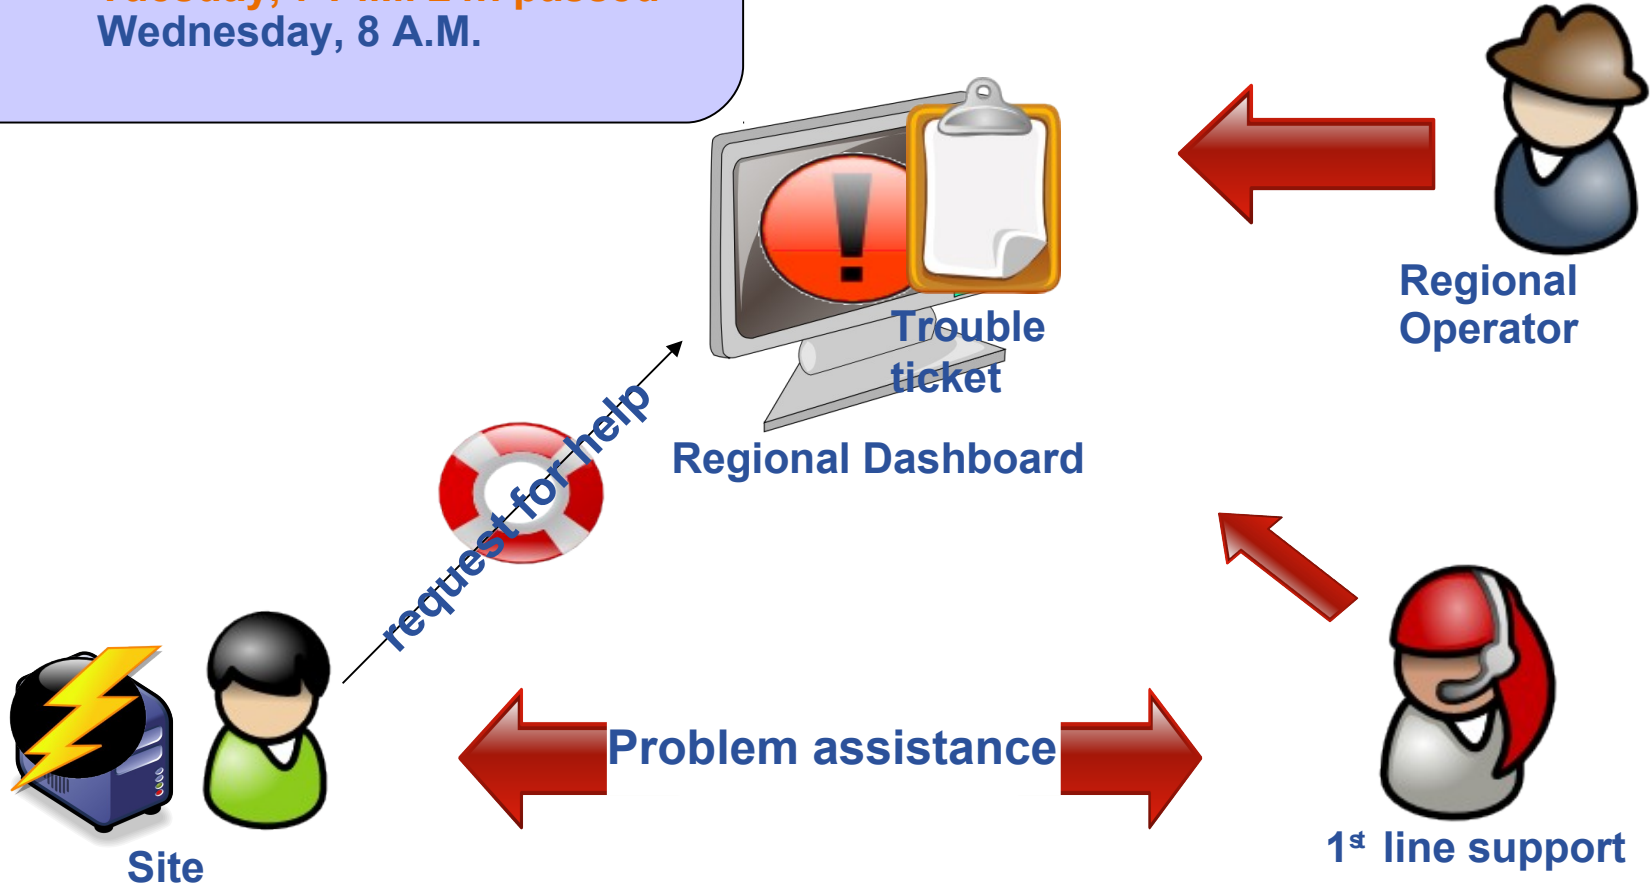 Wednesday, 8 A.M.
Trouble
ticket
Regional
Operator
Regional Dashboard
request for help
Problem assistance
1st line support
Site